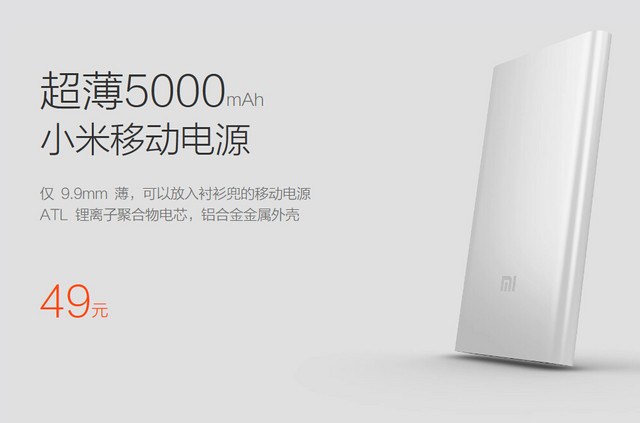 超薄5000mAh
小米移动电源
仅 9.9mm 薄，可以放入衬衫兜的移动电源
ATL 锂离子聚合物电芯，铝合金金属外壳
49元
MI